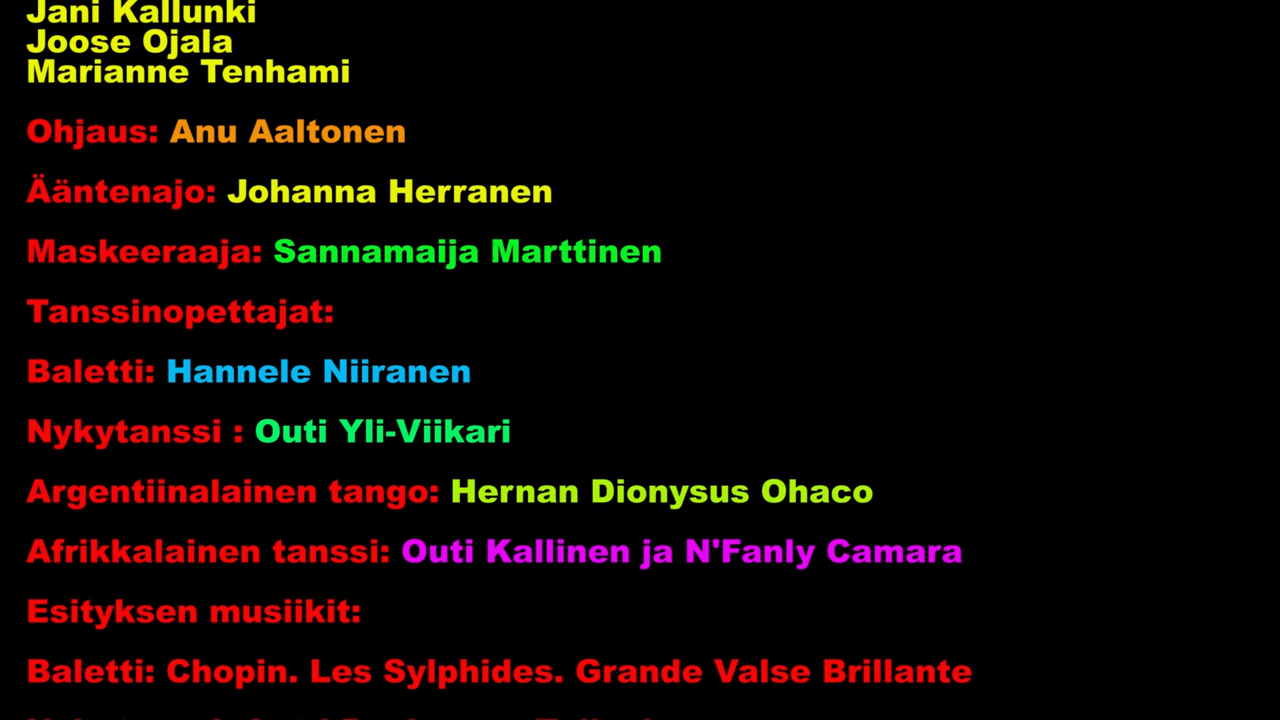 Jani Kallunki
Joose Ojala
Marianne Tenhami
Ohjaus: Anu Aaltonen
Ääntenajo: Johanna Herranen
Maskeeraaja: Sannamaija Marttinen
Tanssinopettajat:
Baletti: Hannele Niiranen
Nykytanssi : Outi Yli-Viikari
Argentiinalainen tango: Hernan Dionysus Ohaco
Afrikkalainen tanssi: Outi Kallinen ja N'Fanly Camara
Esityksen musiikit:
Baletti: Chopin. Les Sylphides. Grande Valse Brillante